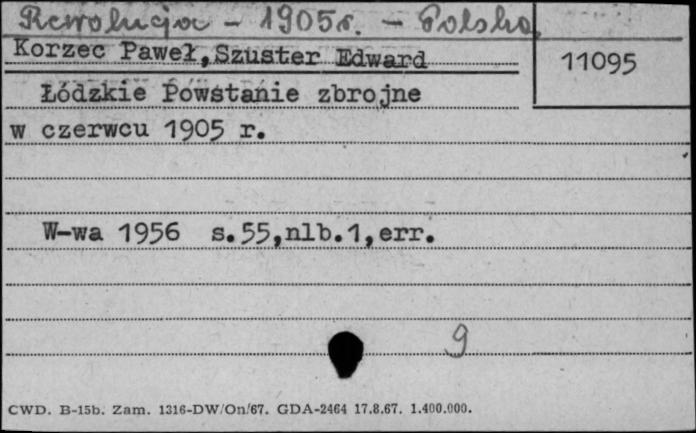 Rewolucja - 1905r. - Polska
Korzec Paweł,Szuster Edward
11095
Łódzkie Powstanie zbrojne
w czerwcu 1905 r.
W-wa 1956 s.55,nlb.1,err.
9
CWD. B-15b. Zam. 1316-DW/On/67. GDA-2464 17.8.67. 1.400.000.